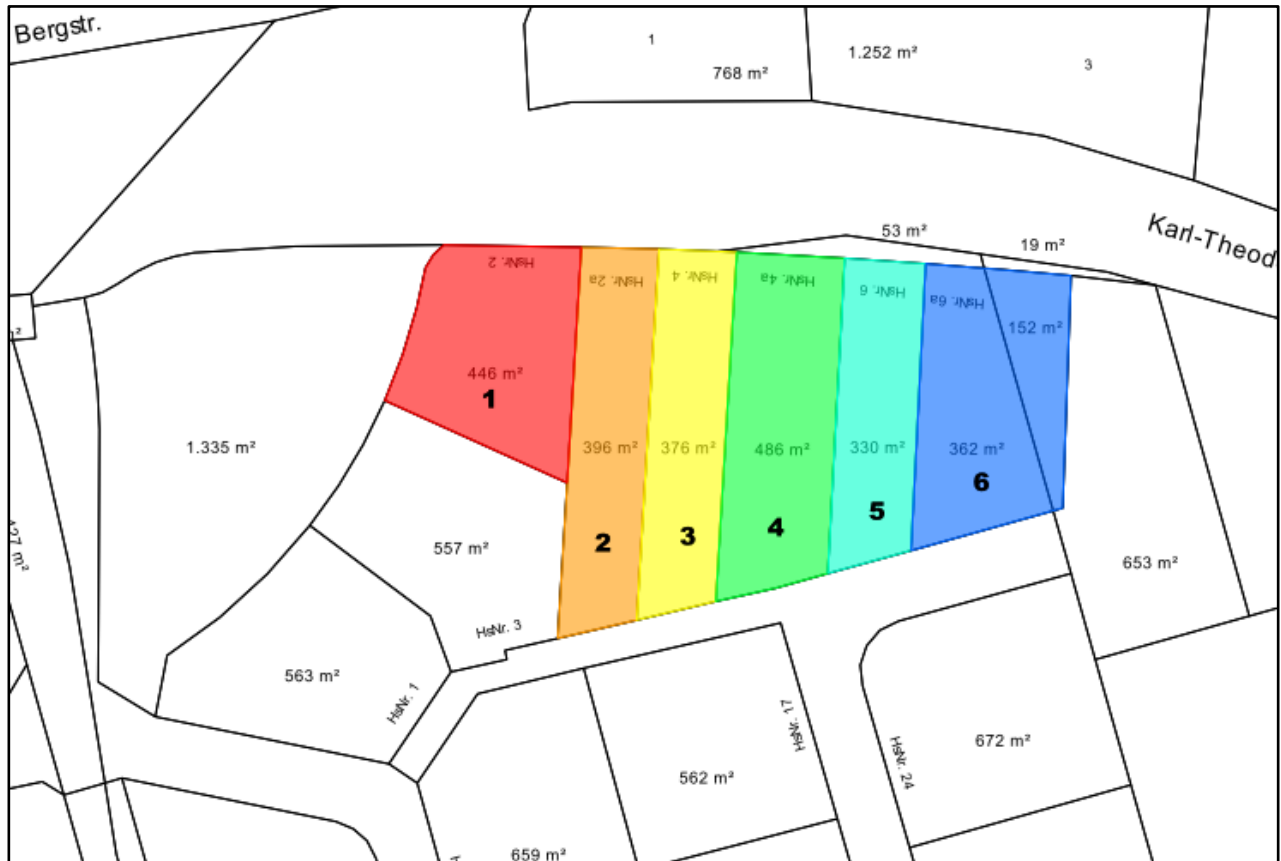 Bergstr.
1
768 m²
1.252 m²
3
Karl-Theod
53 m²
19 m²
HsNr. 2
HsNr. 2a
HsNr. 4
HsNr. 4a
HsNr. 6
HsNr. 6a
152 m²
446 m²
1
1.335 m²
396 m²
376 m²
486 m²
330 m²
362 m²
6
5
4
3
2
557 m²
653 m²
427 m²
HsNr. 3
563 m²
HsNr. 1
HsNr. 17
HsNr. 24
672 m²
562 m²
659 m²